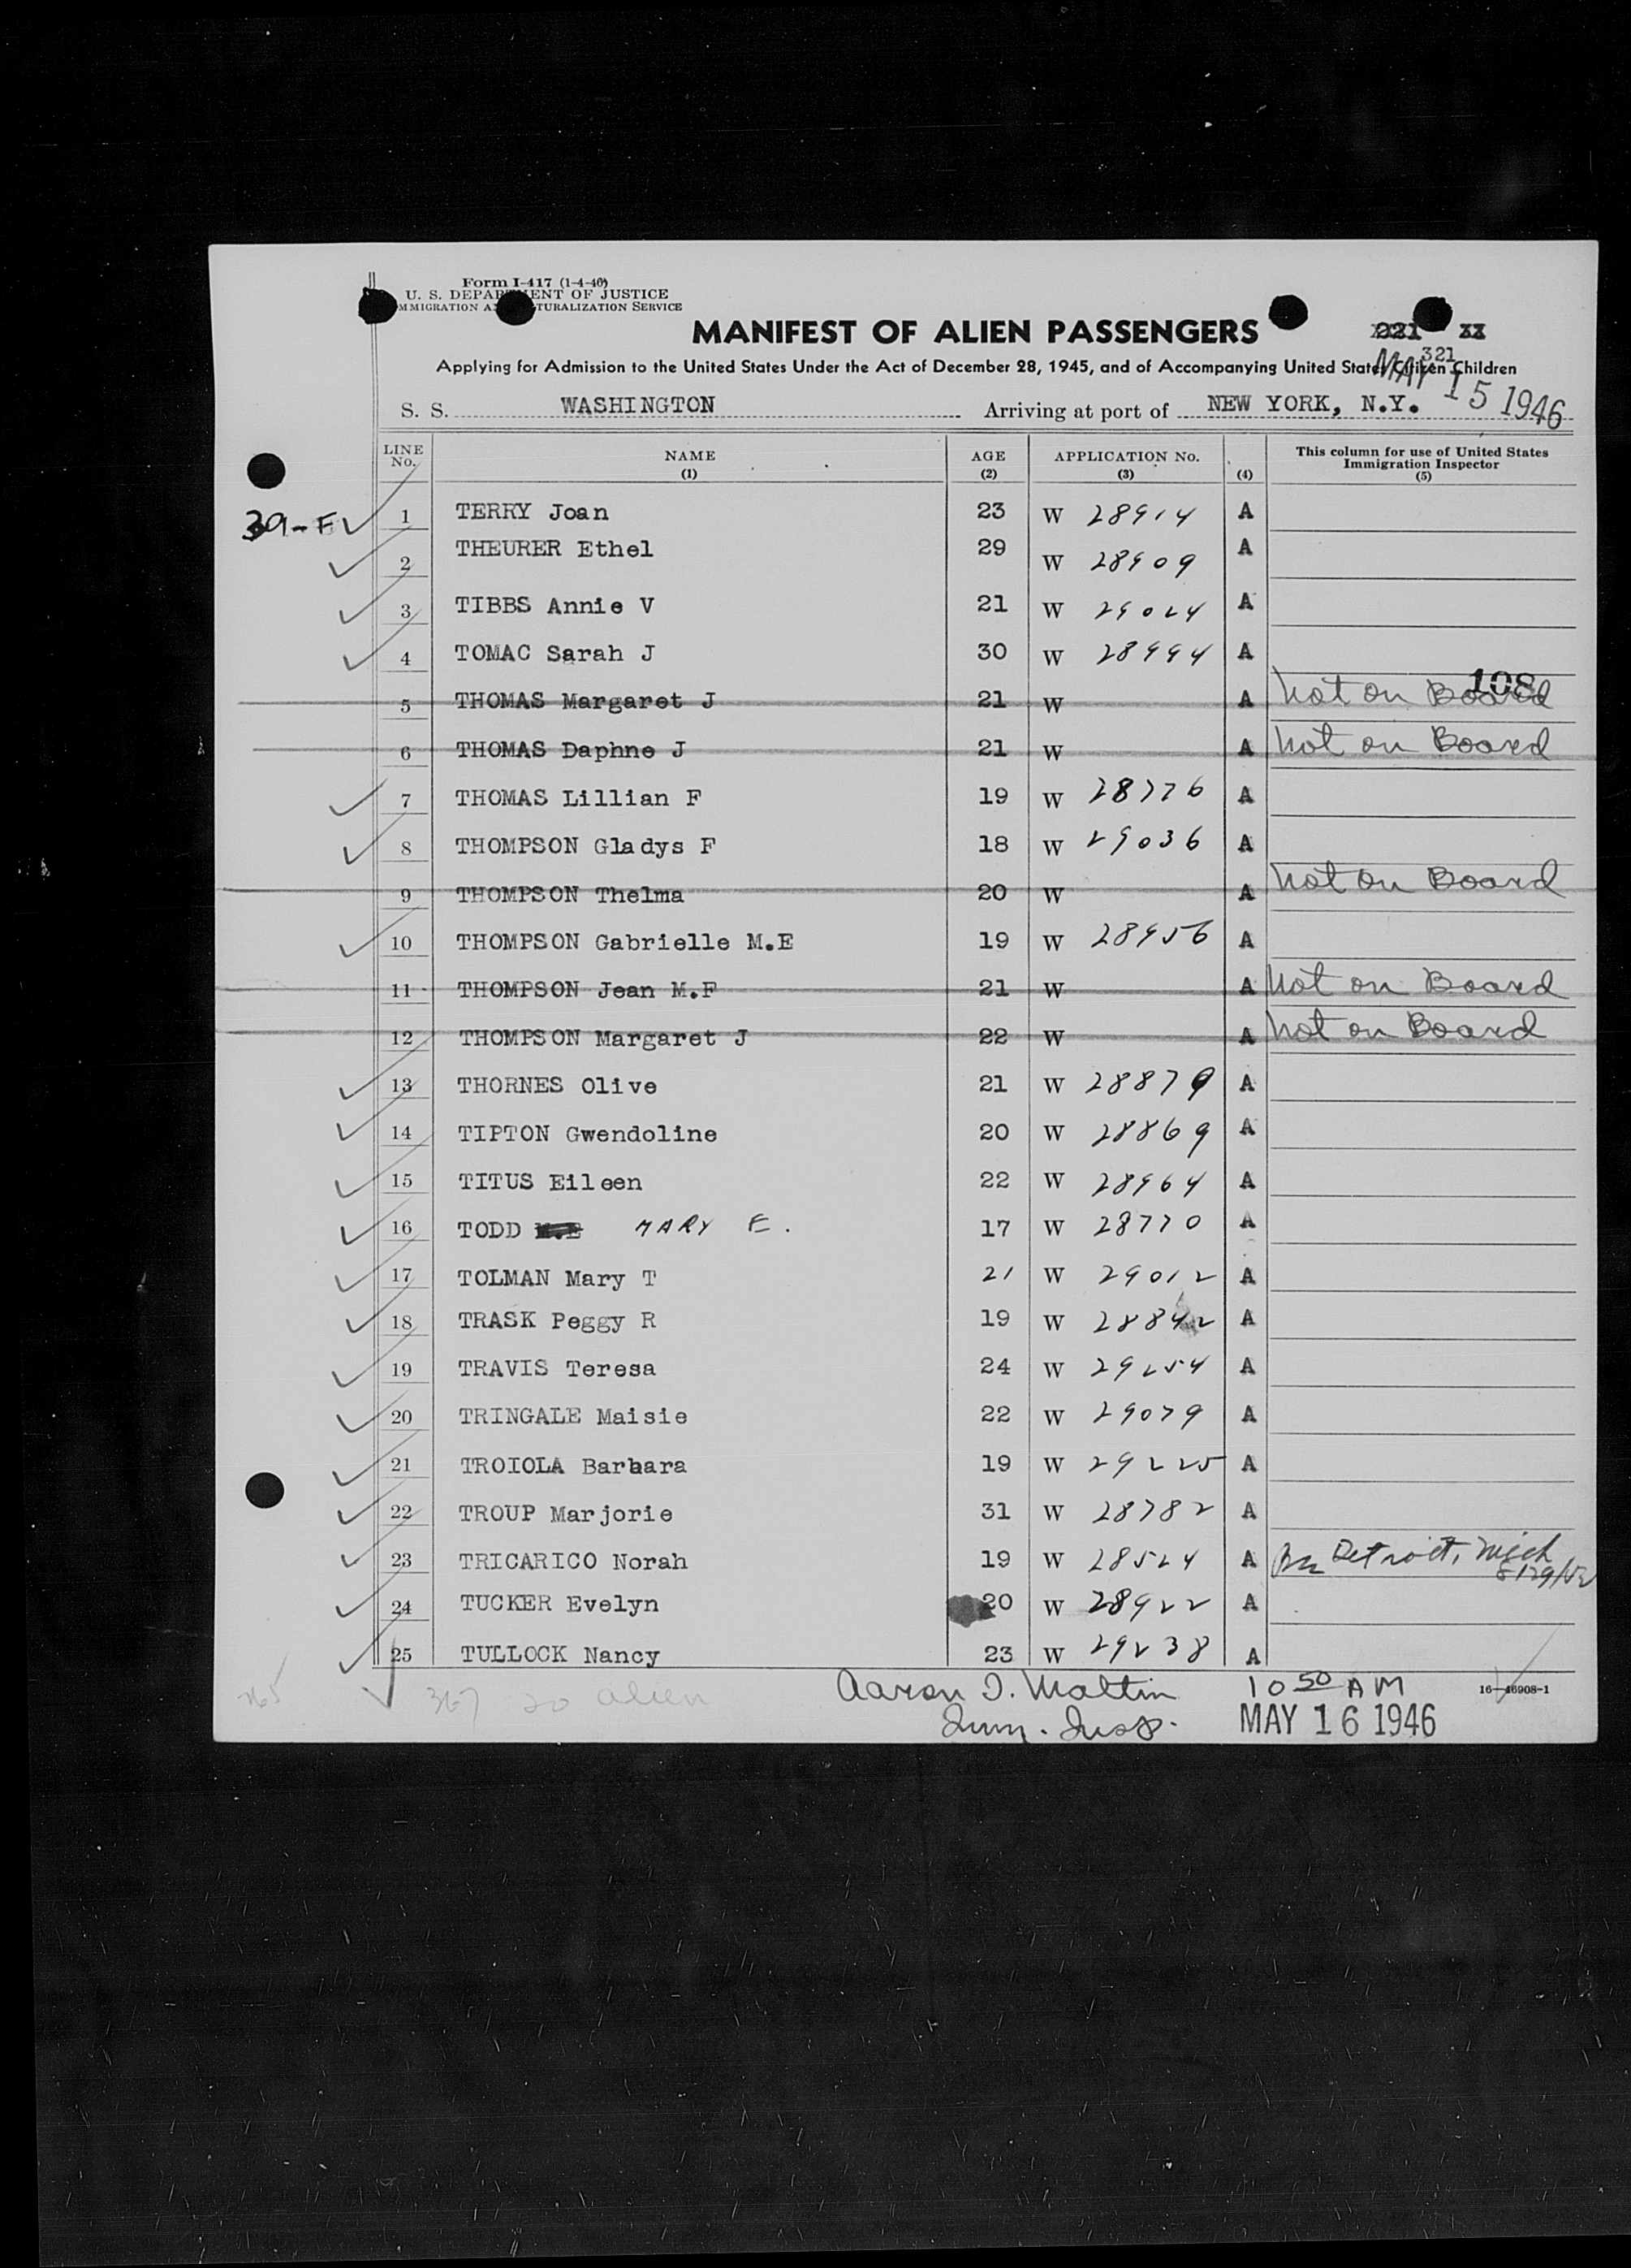 Form I-417 (1-4-46)
U. S. DEPARTMENT OF JUSTICE
IMMIGRATION AND NATURALIZATION SERVICE
MANIFEST OF ALIEN PASSENGERS
221 XX
321
Applying for Admission to the United States Under the Act of December 28, 1945, and of Accompanying United States Citizen Children
MAY 15 1946
S. S. WASHINGTON Arriving at port of NEW YORK, N.Y.
LINE No. NAME (1) AGE (2) APPLICATION No. (3) (4) This column for use of United States Immigration Inspector (5)
39-F 1 TERRY Joan 23 W 28914 A
2 THEURER Ethel 29 W 28909 A
3 TIBBS Annie V 21 W 29024 A
4 TOMAC Sarah J 30 W 28994 A
108
5 THOMAS Margaret J 21 W A Not on Board
6 THOMAS Daphne J 21 W A Not on Board
7 THOMAS Lillian F 19 W 28776 A
8 THOMPSON Gladys F 18 W 29036 A
9 THOMPSON Thelma 20 W A Not on Board
10 THOMPSON Gabrielle M.E 19 W 28956 A
11 THOMPSON Jean M.F 21 W A Not on Board
12 THOMPSON Margaret J 22 W A Not on Board
13 THORNES Olive 21 W 28879 A
14 TIPTON Gwendoline 20 W 28869 A
15 TITUS Eileen 22 W 28964 A
16 TODD MARY E. 17 W 28770 A
17 TOLMAN Mary T 21 W 29012 A
18 TRASK Peggy R 19 W 28842 A
19 TRAVIS Teresa 24 W 29254 A
20 TRINGALE Maisie 22 W 29079 A
21 TROIOLA Barbara 19 W 29225 A
22 TROUP Marjorie 31 W 28782 A
23 TRICARICO Norah 19 W 28524 A Detroit, Mich
24 TUCKER Evelyn 20 W 28922 A
25 TULLOCK Nancy 23 W 29238 A
367 20 alien Aaron I. Maltin 10 50 AM 16-46908-1
Imm. Insp. MAY 16 1946